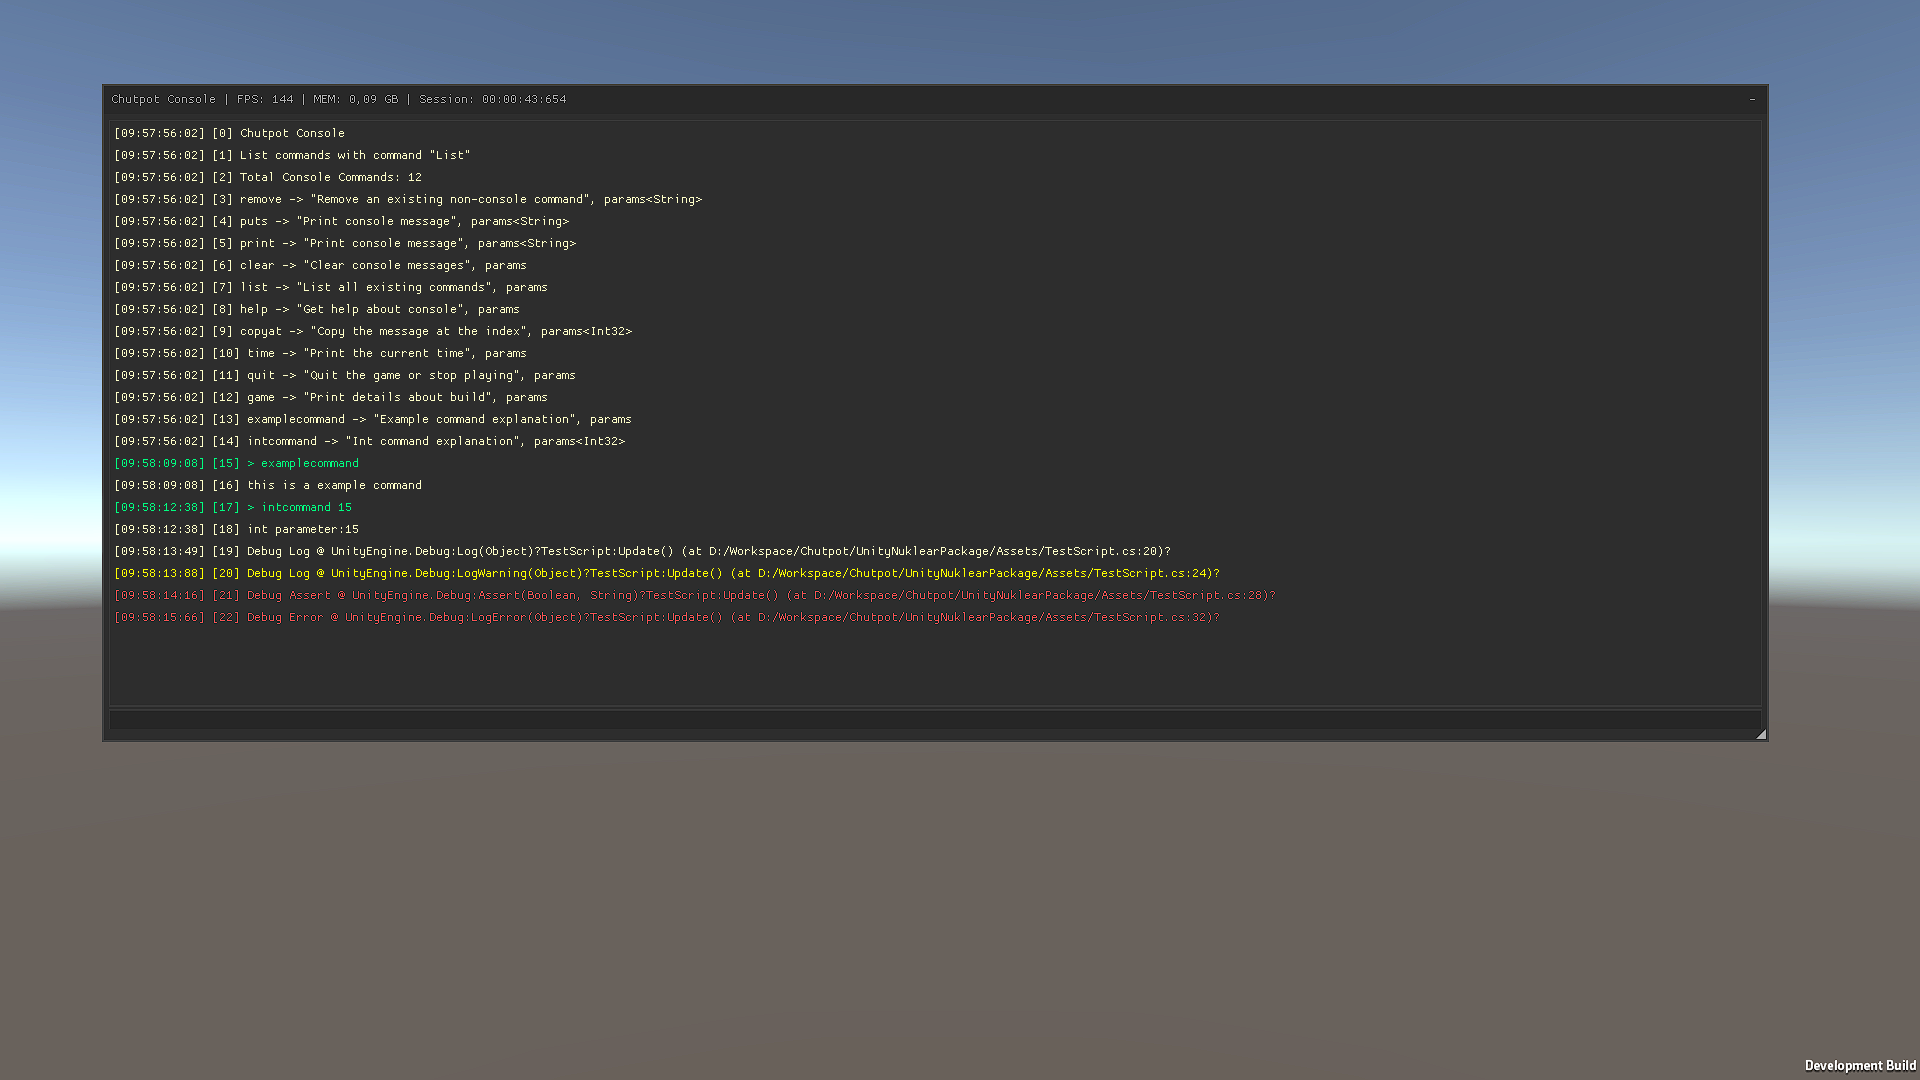 Chutpot Console | FPS: 144 | MEM: 0,09 GB | Session: 00:00:43:654
[09:57:56:02] [0] Chutpot Console
[09:57:56:02] [1] List commands with command "List"
[09:57:56:02] [2] Total Console Commands: 12
[09:57:56:02] [3] remove -> "Remove an existing non-console command", params<String>
[09:57:56:02] [4] puts -> "Print console message", params<String>
[09:57:56:02] [5] print -> "Print console message", params<String>
[09:57:56:02] [6] clear -> "Clear console messages", params
[09:57:56:02] [7] list -> "List all existing commands", params
[09:57:56:02] [8] help -> "Get help about console", params
[09:57:56:02] [9] copyat -> "Copy the message at the index", params<Int32>
[09:57:56:02] [10] time -> "Print the current time", params
[09:57:56:02] [11] quit -> "Quit the game or stop playing", params
[09:57:56:02] [12] game -> "Print details about build", params
[09:57:56:02] [13] examplecommand -> "Example command explanation", params
[09:57:56:02] [14] intcommand -> "Int command explanation", params<Int32>
[09:58:09:08] [15] > examplecommand
[09:58:09:08] [16] this is a example command
[09:58:12:38] [17] > intcommand 15
[09:58:12:38] [18] int parameter:15
[09:58:13:49] [19] Debug Log @ UnityEngine.Debug:Log(Object)?TestScript:Update() (at D:/Workspace/Chutpot/UnityNuklearPackage/Assets/TestScript.cs:20)?
[09:58:13:88] [20] Debug Log @ UnityEngine.Debug:LogWarning(Object)?TestScript:Update() (at D:/Workspace/Chutpot/UnityNuklearPackage/Assets/TestScript.cs:24)?
[09:58:14:16] [21] Debug Assert @ UnityEngine.Debug:Assert(Boolean, String)?TestScript:Update() (at D:/Workspace/Chutpot/UnityNuklearPackage/Assets/TestScript.cs:28)?
[09:58:15:66] [22] Debug Error @ UnityEngine.Debug:LogError(Object)?TestScript:Update() (at D:/Workspace/Chutpot/UnityNuklearPackage/Assets/TestScript.cs:32)?
Development Build